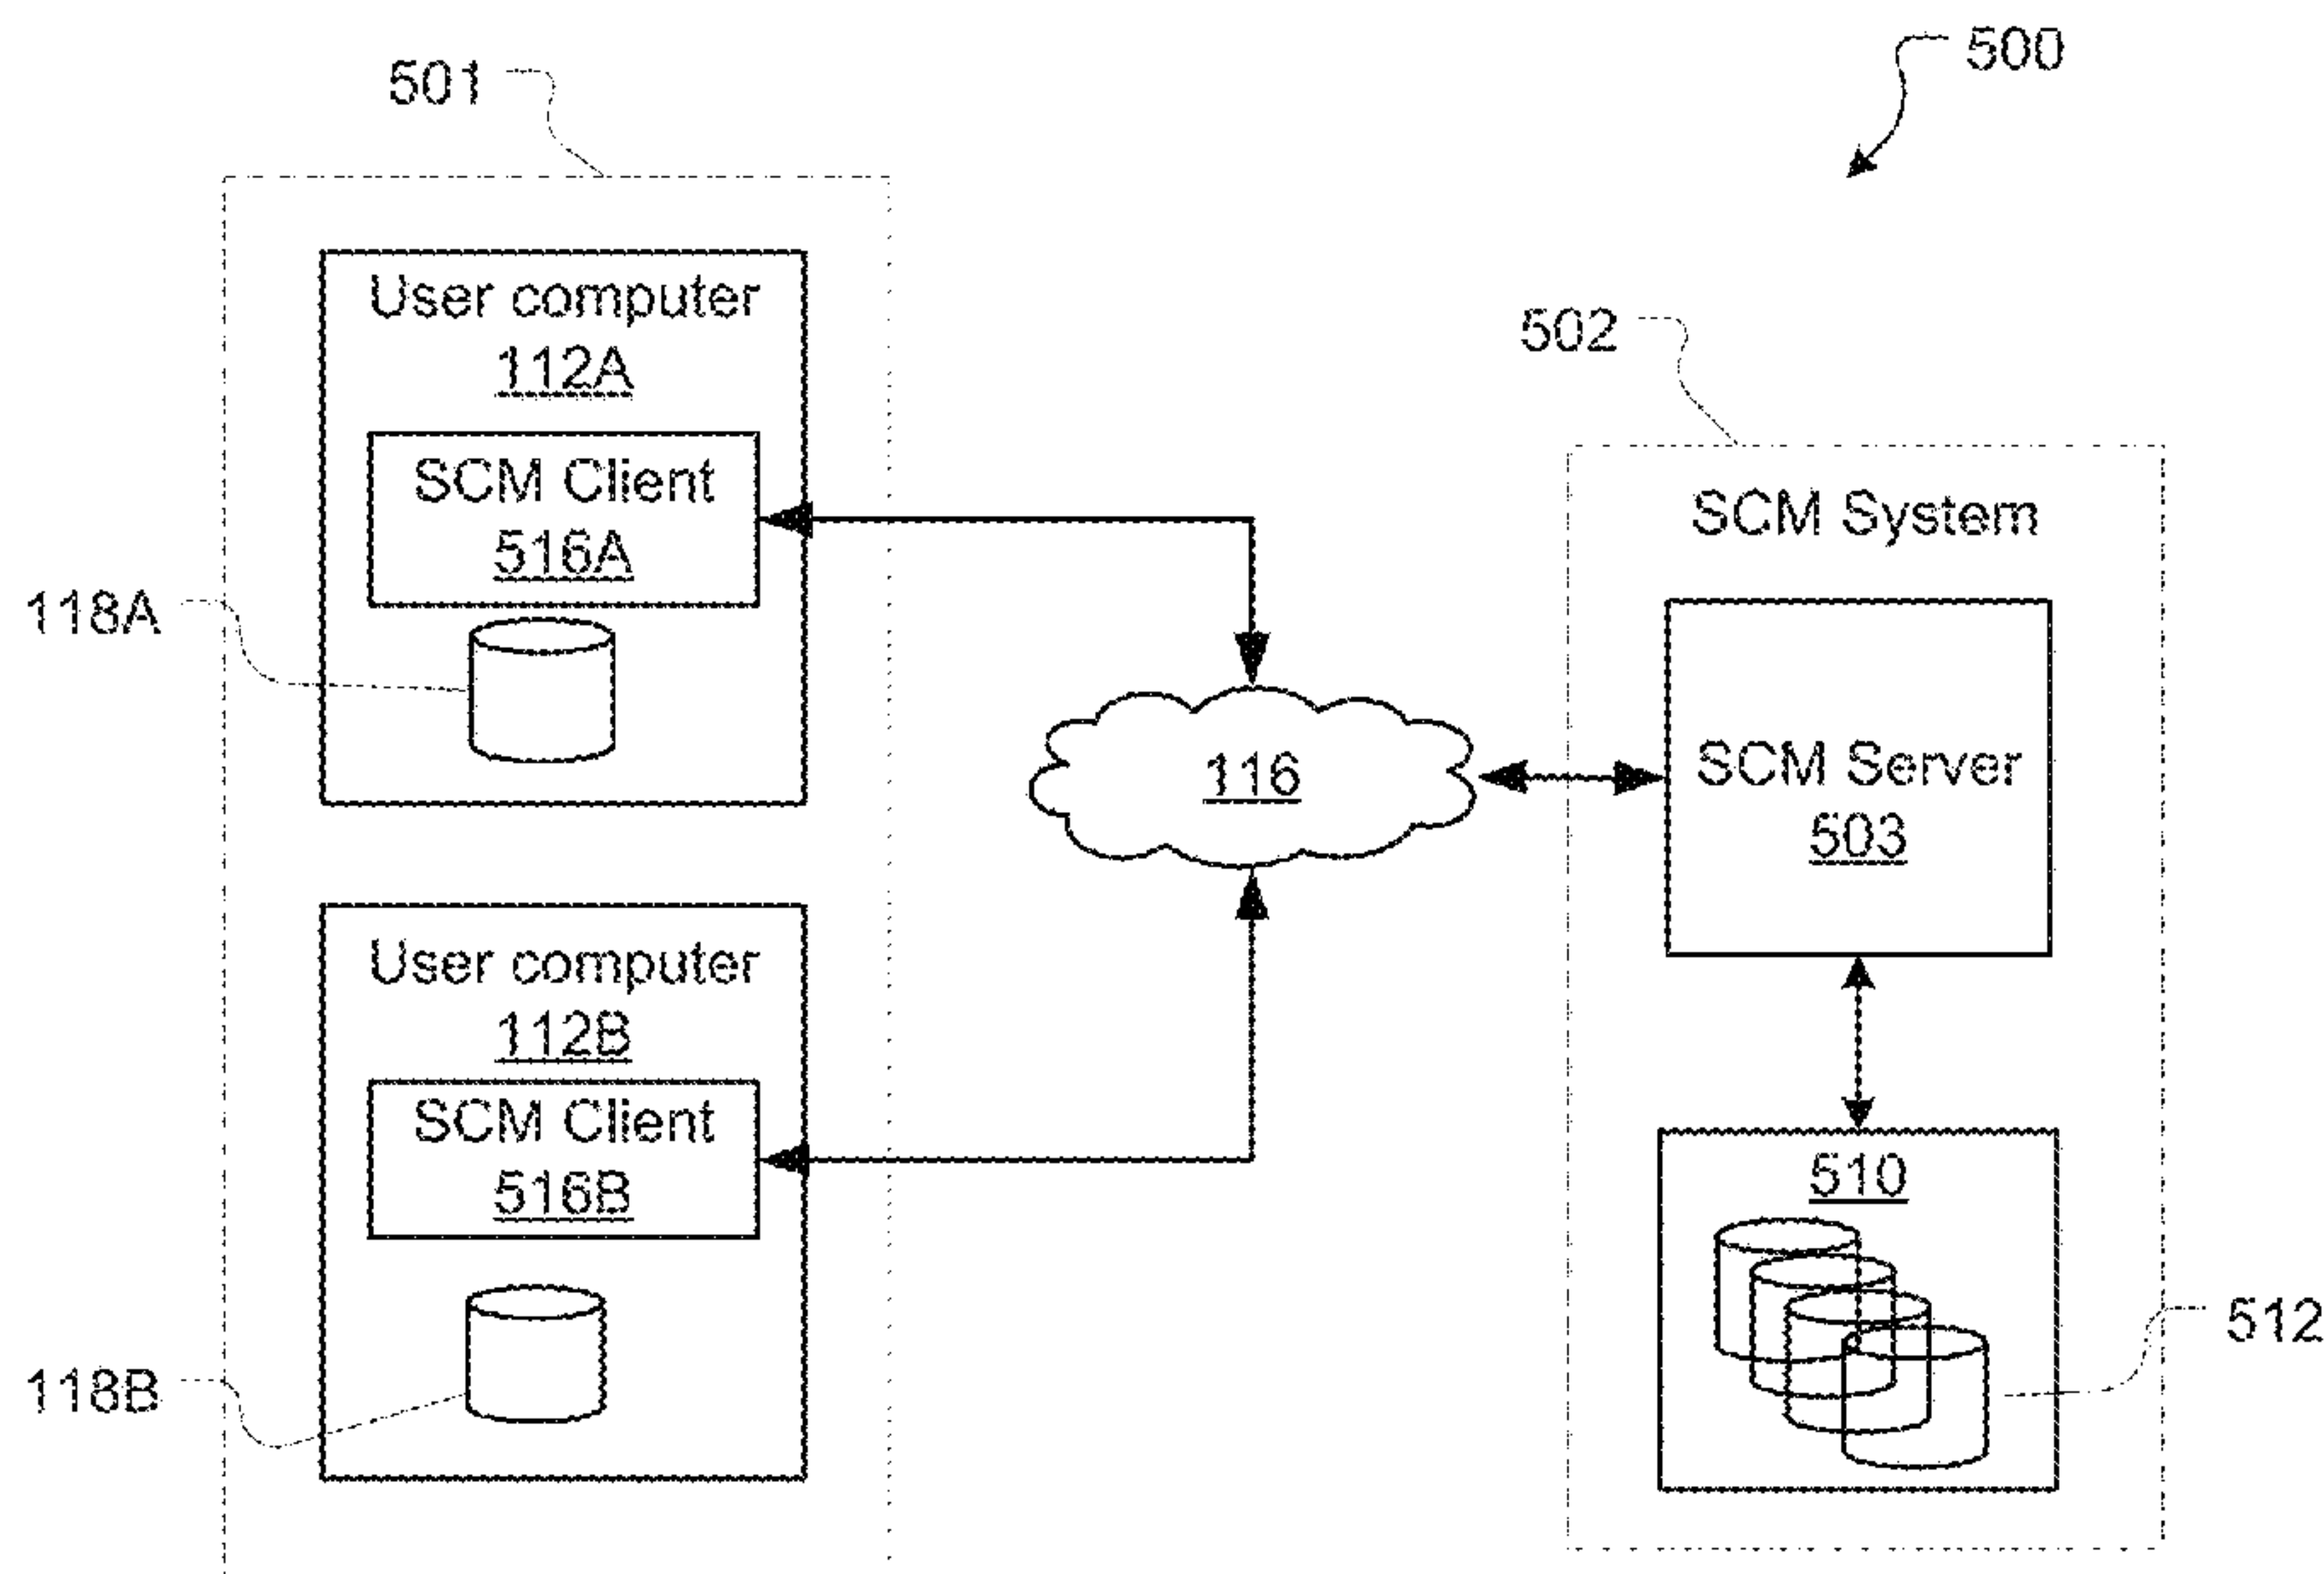 500
501
User computer
112A
502
SCM Client
516A
SCM System
118A
116
SCM Server
503
User computer
112B
SCM Client
516B
510
512
118B